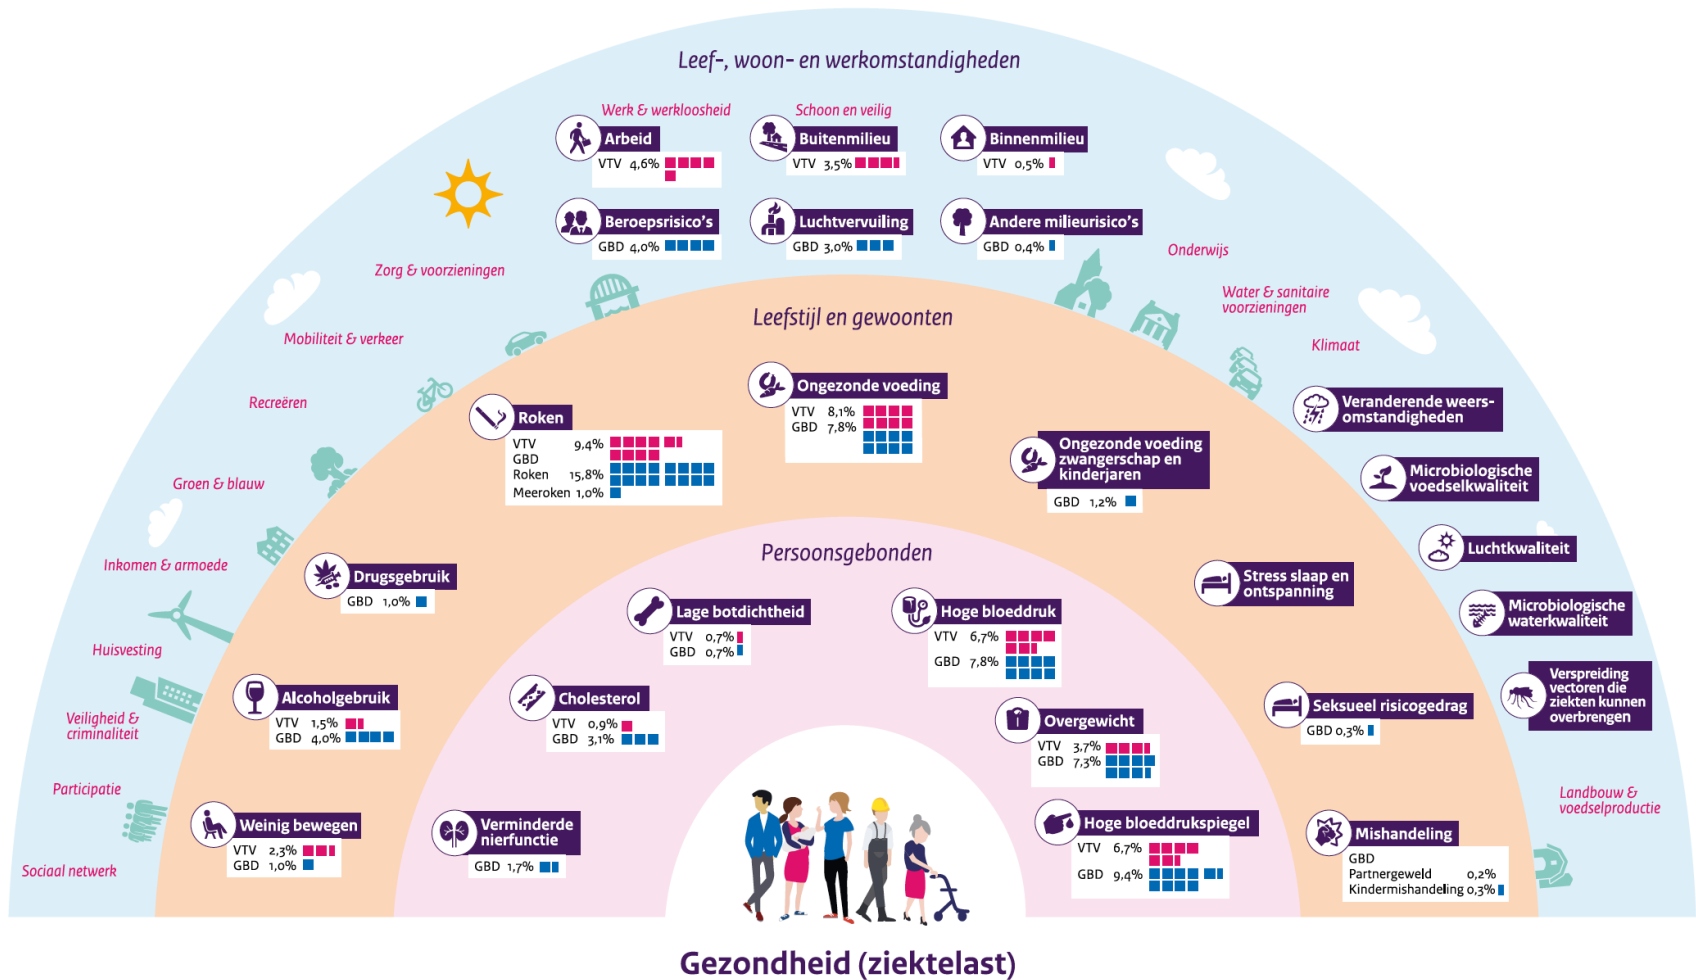 Leef-, woon- en werkomstandigheden
Werk & werkloosheid
Arbeid
VTV 4,6%
Schoon en veilig
Buitenmilieu
VTV 3,5%
Binnenmilieu
VTV 0,5%
Beroepsrisico's
GBD 4,0%
Luchtvervuiling
GBD 3,0%
Andere milieurisico's
GBD 0,4%
Zorg & voorzieningen
Mobiliteit & verkeer
Recreëren
Groen & blauw
Inkomen & armoede
Huisvesting
Veiligheid &
criminaliteit
Participatie
Sociaal netwerk
Onderwijs
Water & sanitaire
voorzieningen
Klimaat
Veranderende weers-
omstandigheden
Microbiologische
voedselkwaliteit
Luchtkwaliteit
Microbiologische
waterkwaliteit
Verspreiding
vectoren die
ziekten kunnen
overbrengen
Landbouw &
voedselproductie
Leefstijl en gewoonten
Roken
VTV 9,4%
GBD
Roken 15,8%
Meeroken 1,0%
Ongezonde voeding
VTV 8,1%
GBD 7,8%
Ongezonde voeding
zwangerschap en
kinderjaren
GBD 1,2%
Drugsgebruik
GBD 1,0%
Stress slaap en
ontspanning
Alcoholgebruik
VTV 1,5%
GBD 4,0%
Seksueel risicogedrag
GBD 0,3%
Weinig bewegen
VTV 2,3%
GBD 1,0%
Mishandeling
GBD
Partnergeweld 0,2%
Kindermishandeling 0,3%
Persoonsgebonden
Lage botdichtheid
VTV 0,7%
GBD 0,7%
Hoge bloeddruk
VTV 6,7%
GBD 7,8%
Cholesterol
VTV 0,9%
GBD 3,1%
Overgewicht
VTV 3,7%
GBD 7,3%
Verminderde
nierfunctie
GBD 1,7%
Hoge bloeddrukspiegel
VTV 6,7%
GBD 9,4%
Gezondheid (ziektelast)